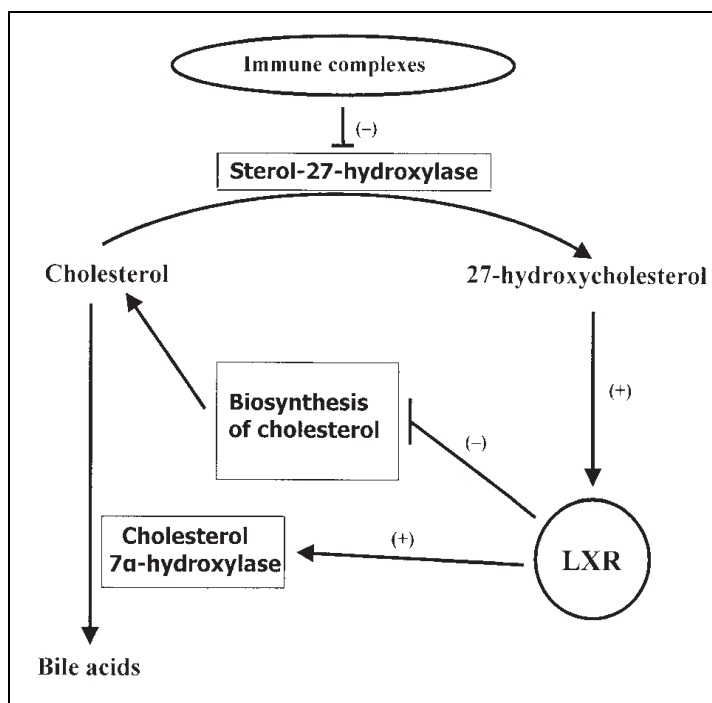 Immune complexes
(–)
Sterol-27-hydroxylase
Cholesterol
27-hydroxycholesterol
(+)
Biosynthesis
of cholesterol
(–)
Cholesterol
7α-hydroxylase
(+)
LXR
Bile acids